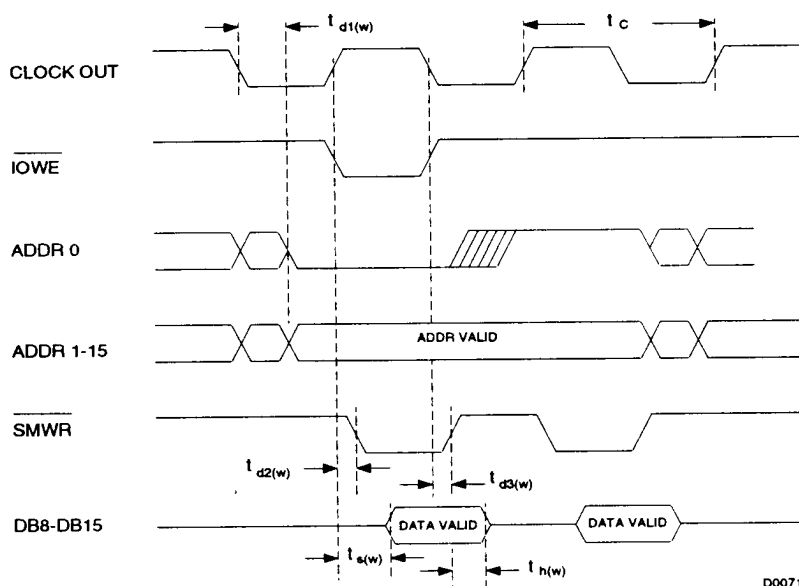 t d1(w)
t C
CLOCK OUT
IOWE
ADDR 0
ADDR 1-15
ADDR VALID
SMWR
t d2(w)
t d3(w)
DB8-DB15
DATA VALID
DATA VALID
t s(w)
t h(w)
D0071